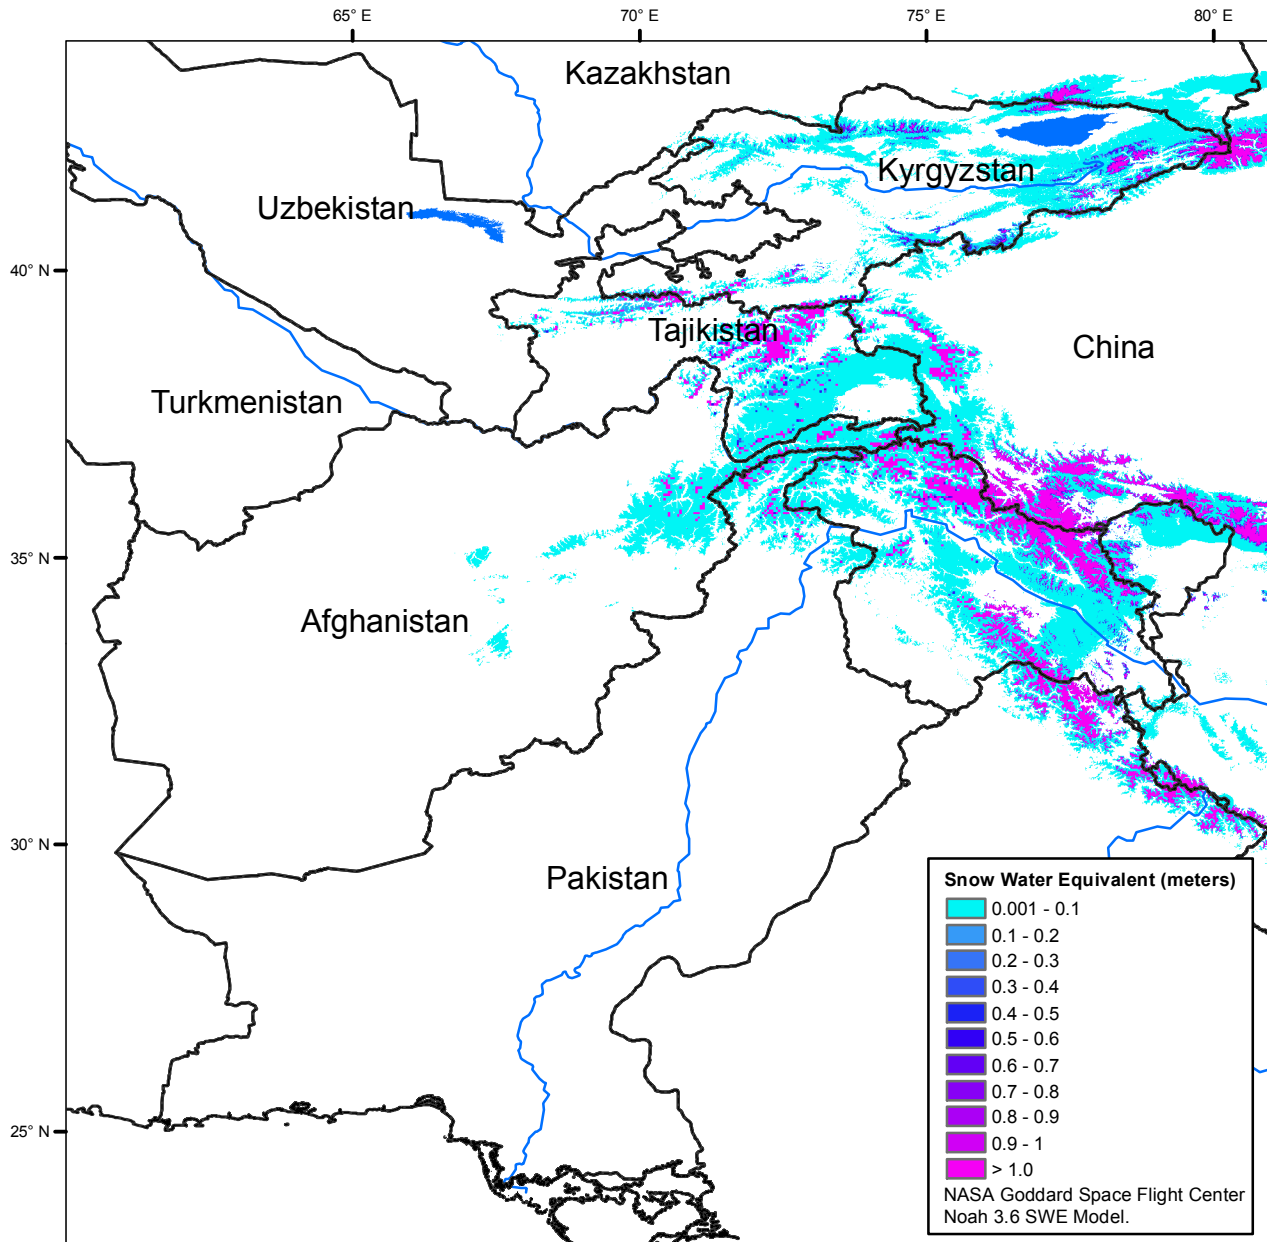 65° E
70° E
75° E
80° E
Kazakhstan
Kyrgyzstan
Uzbekistan
40° N
Tajikistan
China
Turkmenistan
35° N
Afghanistan
30° N
Pakistan
Snow Water Equivalent (meters)
0.001 - 0.1
0.1 - 0.2
0.2 - 0.3
0.3 - 0.4
0.4 - 0.5
0.5 - 0.6
0.6 - 0.7
0.7 - 0.8
0.8 - 0.9
0.9 - 1
> 1.0
NASA Goddard Space Flight Center
Noah 3.6 SWE Model.
25° N